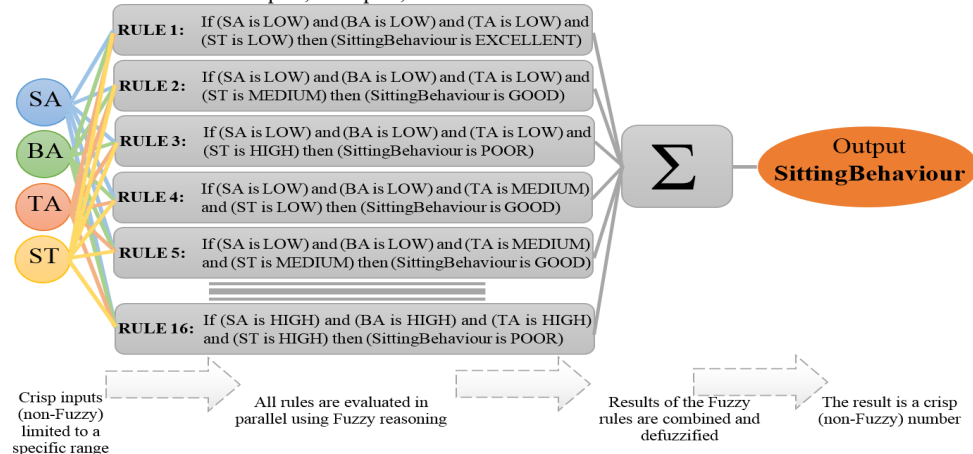 RULE 1: If (SA is LOW) and (BA is LOW) and (TA is LOW) and
(ST is LOW) then (SittingBehaviour is EXCELLENT)
RULE 2: If (SA is LOW) and (BA is LOW) and (TA is LOW) and
(ST is MEDIUM) then (SittingBehaviour is GOOD)
RULE 3: If (SA is LOW) and (BA is LOW) and (TA is LOW) and
(ST is HIGH) then (SittingBehaviour is POOR)
RULE 4: If (SA is LOW) and (BA is LOW) and (TA is MEDIUM)
and (ST is LOW) then (SittingBehaviour is GOOD)
RULE 5: If (SA is LOW) and (BA is LOW) and (TA is MEDIUM)
and (ST is MEDIUM) then (SittingBehaviour is GOOD)
RULE 16: If (SA is HIGH) and (BA is HIGH) and (TA is HIGH)
and (ST is HIGH) then (SittingBehaviour is POOR)
SA
BA
TA
ST
Σ
Output
SittingBehaviour
Crisp inputs
(non-Fuzzy)
limited to a
specific range
All rules are evaluated in
parallel using Fuzzy reasoning
Results of the Fuzzy
rules are combined and
defuzzified
The result is a crisp
(non-Fuzzy) number